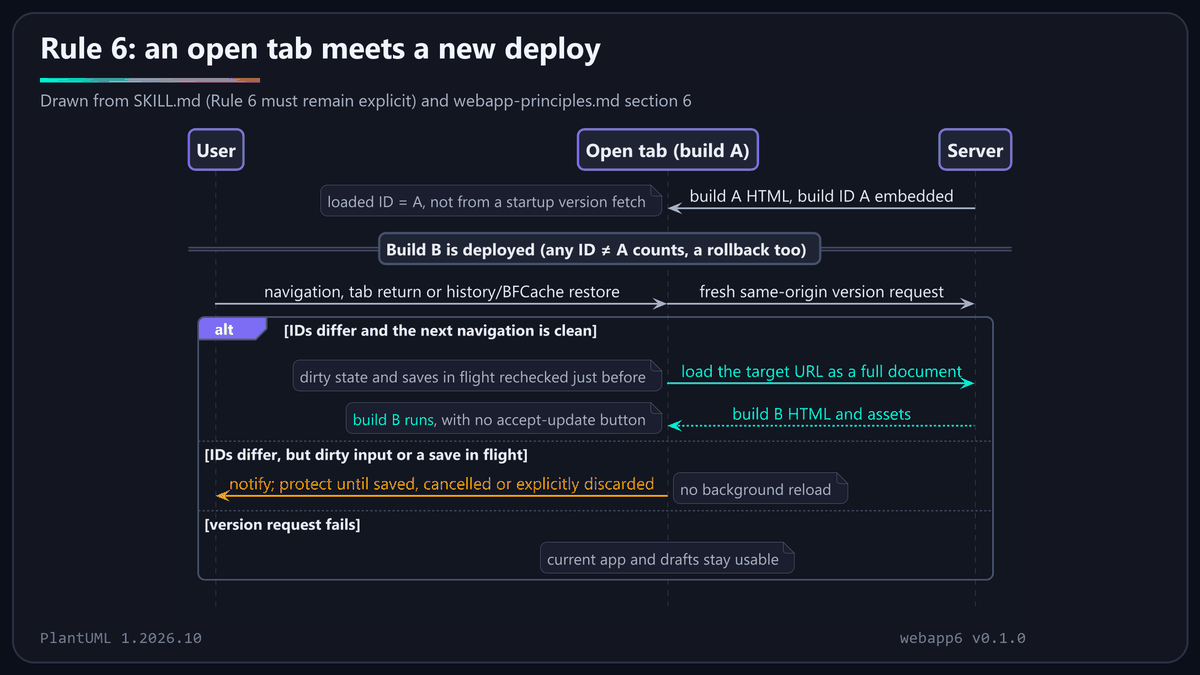 Rule 6: an open tab meets a new deploy
Drawn from SKILL.md (Rule 6 must remain explicit) and webapp-principles.md section 6
User
Open tab (build A)
Server
loaded ID = A, not from a startup version fetch
build A HTML, build ID A embedded
Build B is deployed (any ID ≠ A counts, a rollback too)
navigation, tab return or history/BFCache restore
fresh same-origin version request
alt
[IDs differ and the next navigation is clean]
dirty state and saves in flight rechecked just before
load the target URL as a full document
build B runs, with no accept-update button
build B HTML and assets
[IDs differ, but dirty input or a save in flight]
notify; protect until saved, cancelled or explicitly discarded
no background reload
[version request fails]
current app and drafts stay usable
PlantUML 1.2026.10
webapp6 v0.1.0